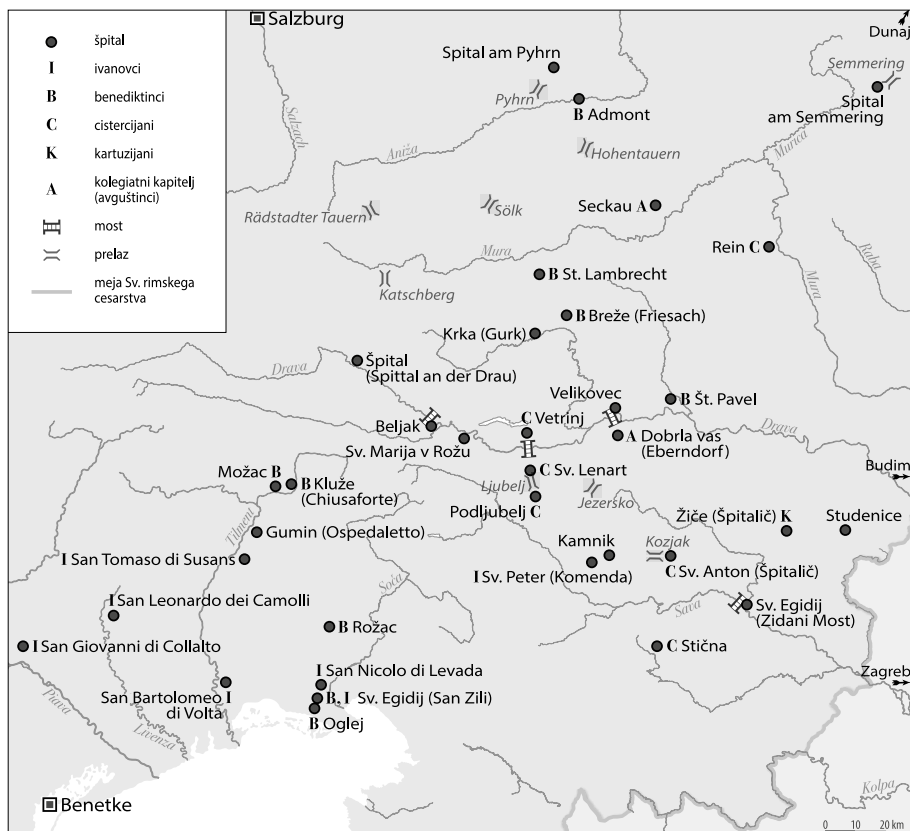 špital
I ivanovci
B benediktinci
C cistercijani
K kartuzijani
A kolegiatni kapitelj
(avguštinci)
most
prelaz
meja Sv. rimskega
cesarstva
Salzburg
Dunaj
Semmering
Spital
am Semmering
Spital am Pyhrn
Pyhrn
B Admont
Salzach
Aniža
Hohentauern
Murica
Rädstadter Tauern
Sölk
Seckau A
Mura
Rein C
Raba
Mura
Katschberg
B St. Lambrecht
B Breže (Friesach)
Krka (Gurk)
Drava
Špital
(Spittal an der Drau)
Velikovec
B Št. Pavel
Beljak
C Vetrinj
Drava
Sv. Marija v Rožu
A Dobrla vas
(Eberndorf)
Budim
Možac B
B Kluže
(Chiusaforte)
C Sv. Lenart
Ljubelj
Jezersko
Podljubelj C
Žiče (Špitalič) K
Studenice
Tilment
Gumin (Ospedaletto)
I San Tomaso di Susans
Kamnik
Kozjak
I Sv. Peter (Komenda)
C Sv. Anton (Špitalič)
Soča
I San Leonardo dei Camolli
Sava
Sv. Egidij
(Zidani Most)
B Rožac
I San Giovanni di Collalto
C Stična
I San Nicolo di Levada
Zagreb
San Bartolomeo I
di Volta
B, I Sv. Egidij (San Zili)
B Oglej
Piava
Livenza
Benetke
Kolpa
0 10 20 km